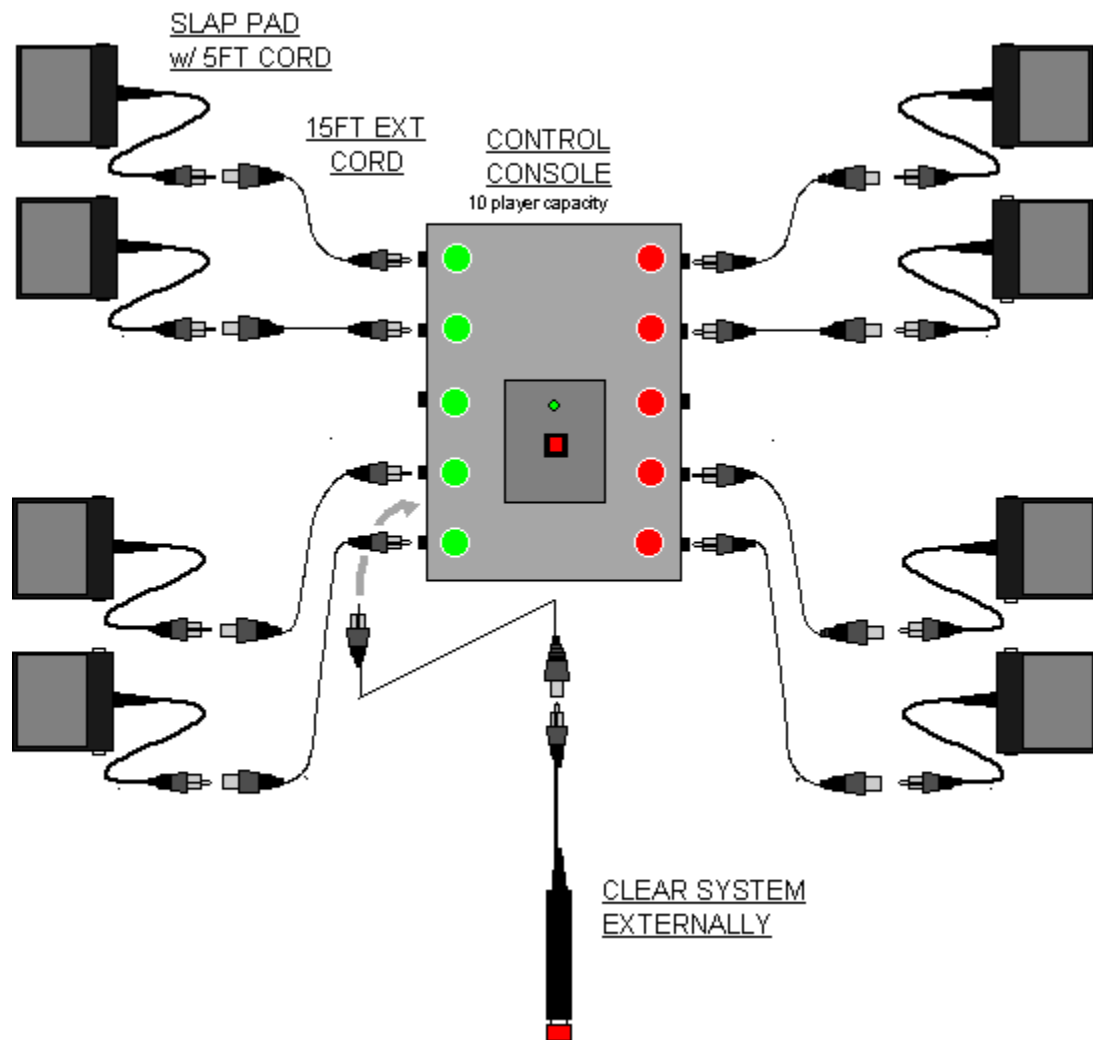 SLAP PAD
w/ 5FT CORD
15FT EXT
CORD
CONTROL
CONSOLE
10 player capacity
CLEAR SYSTEM
EXTERNALLY